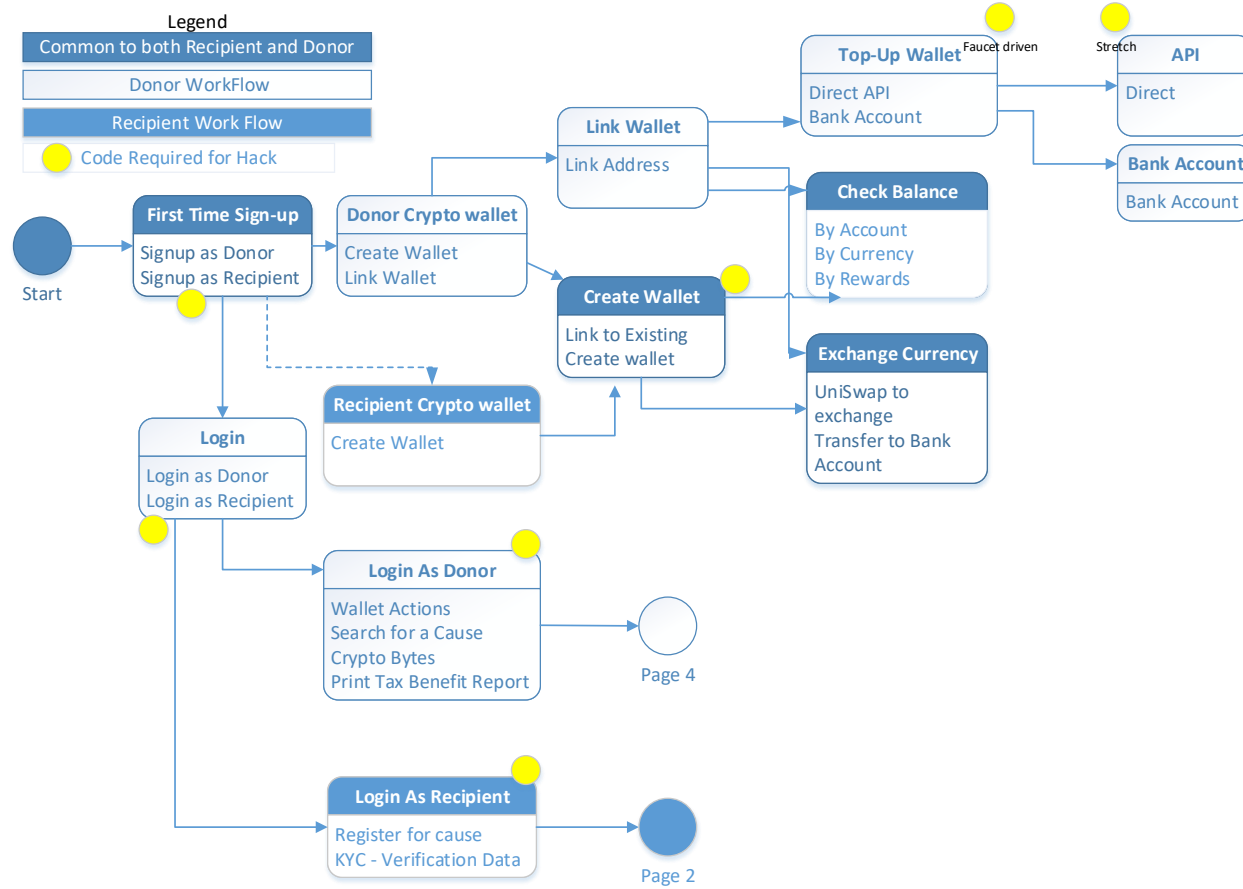 Legend
Common to both Recipient and Donor
Donor WorkFlow
Recipient Work Flow
Code Required for Hack
Start
First Time Sign-up
Signup as Donor
Signup as Recipient
Donor Crypto wallet
Create Wallet
Link Wallet
Link Wallet
Link Address
Top-Up Wallet
Direct API
Bank Account
Faucet driven
Stretch
API
Direct
Bank Account
Bank Account
Check Balance
By Account
By Currency
By Rewards
Create Wallet
Link to Existing
Create wallet
Exchange Currency
UniSwap to
exchange
Transfer to Bank
Account
Recipient Crypto wallet
Create Wallet
Login
Login as Donor
Login as Recipient
Login As Donor
Wallet Actions
Search for a Cause
Crypto Bytes
Print Tax Benefit Report
Page 4
Login As Recipient
Register for cause
KYC - Verification Data
Page 2